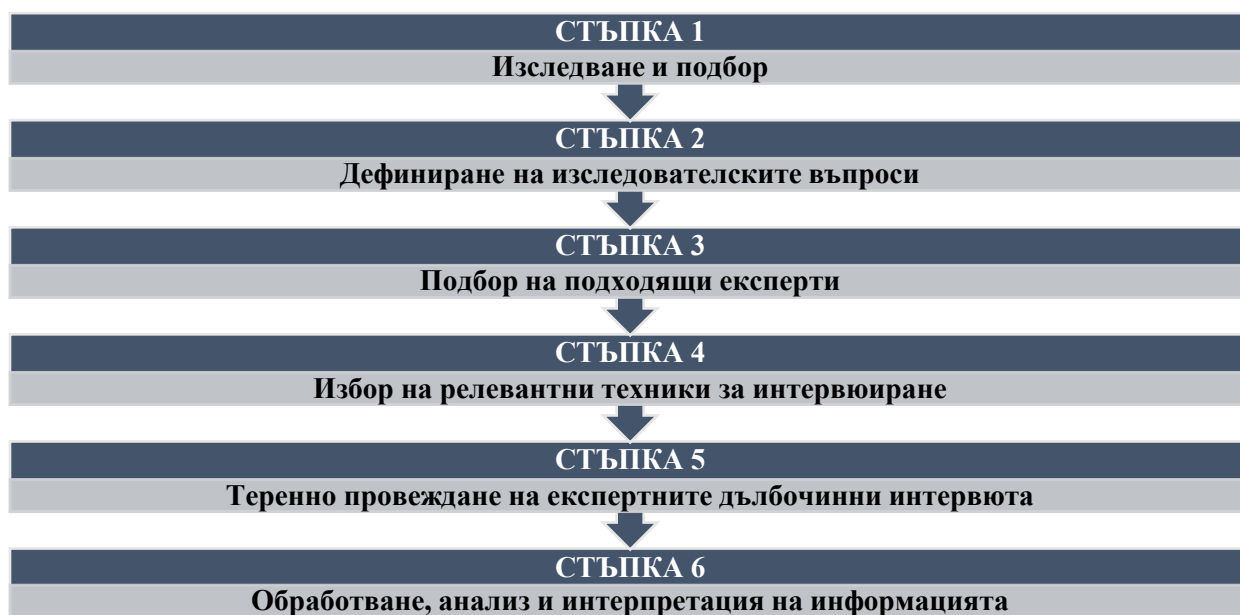 СТЪПКА 1
Изследване и подбор
СТЪПКА 2
Дефиниране на изследователските въпроси
СТЪПКА 3
Подбор на подходящи експерти
СТЪПКА 4
Избор на релевантни техники за интервюиране
СТЪПКА 5
Теренно провеждане на експертните дълбочинни интервюта
СТЪПКА 6
Обработване, анализ и интерпретация на информацията